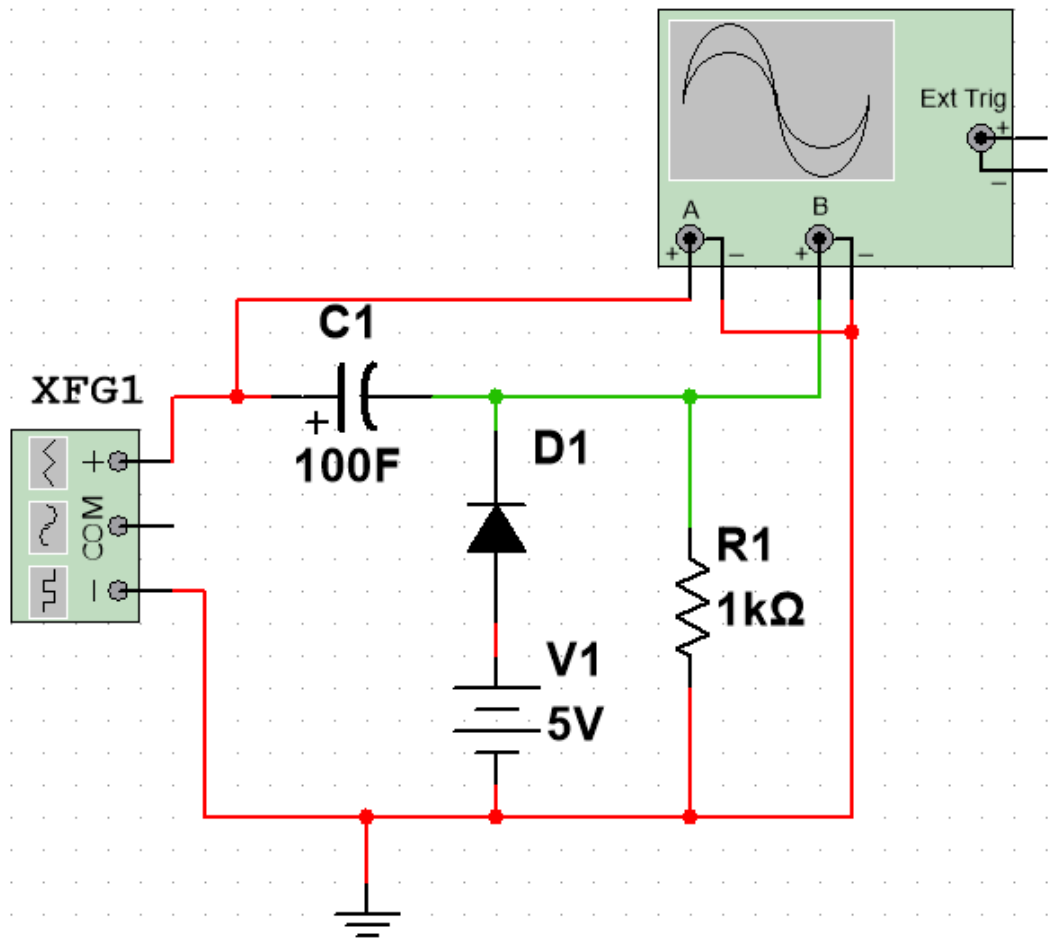 Ext Trig
+
−
A
B
+
−
+
−
C1
+
100F
XFG1
+
COM
−
D1
R1
1kΩ
V1
5V